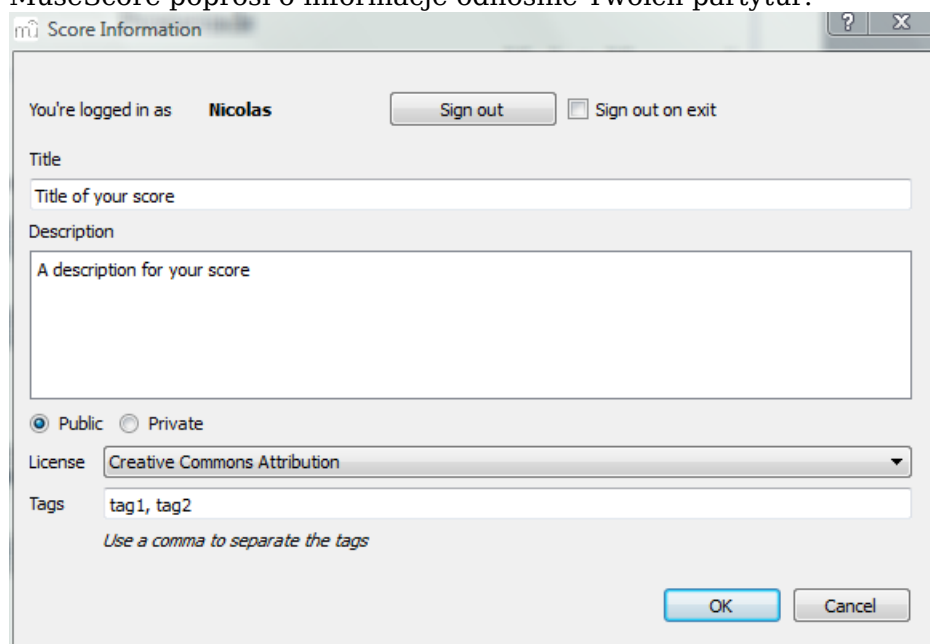 MuseScore poprosi o informacje odnośnie Twoich partytur:
Score Information
? X
You're logged in as Nicolas Sign out Sign out on exit
Title
Title of your score
Description
A description for your score
Public Private
License Creative Commons Attribution
Tags tag1, tag2
Use a comma to separate the tags
OK Cancel